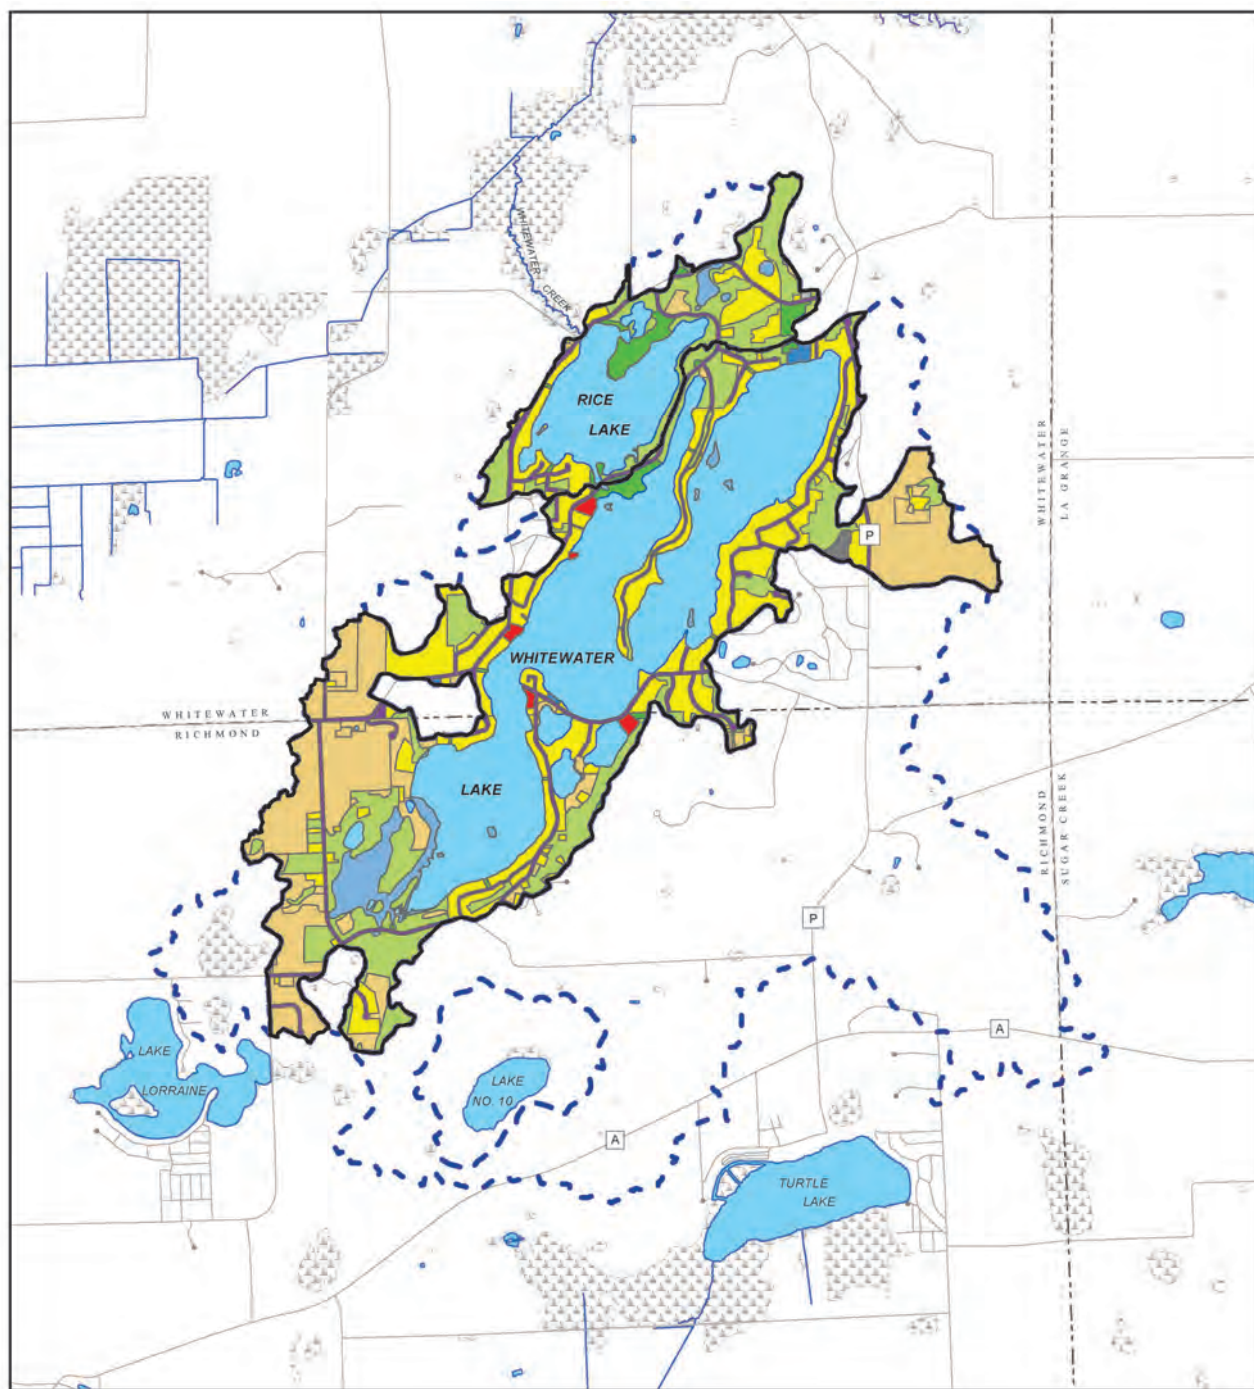 WHITEWATER
CREEK
RICE
LAKE
WHITEWATER
LA GRANGE
P
WHITEWATER
WHITEWATER
RICHMOND
LAKE
RICHMOND
SUGAR CREEK
P
A
LAKE
LORRAINE
LAKE
NO. 10
A
TURTLE
LAKE